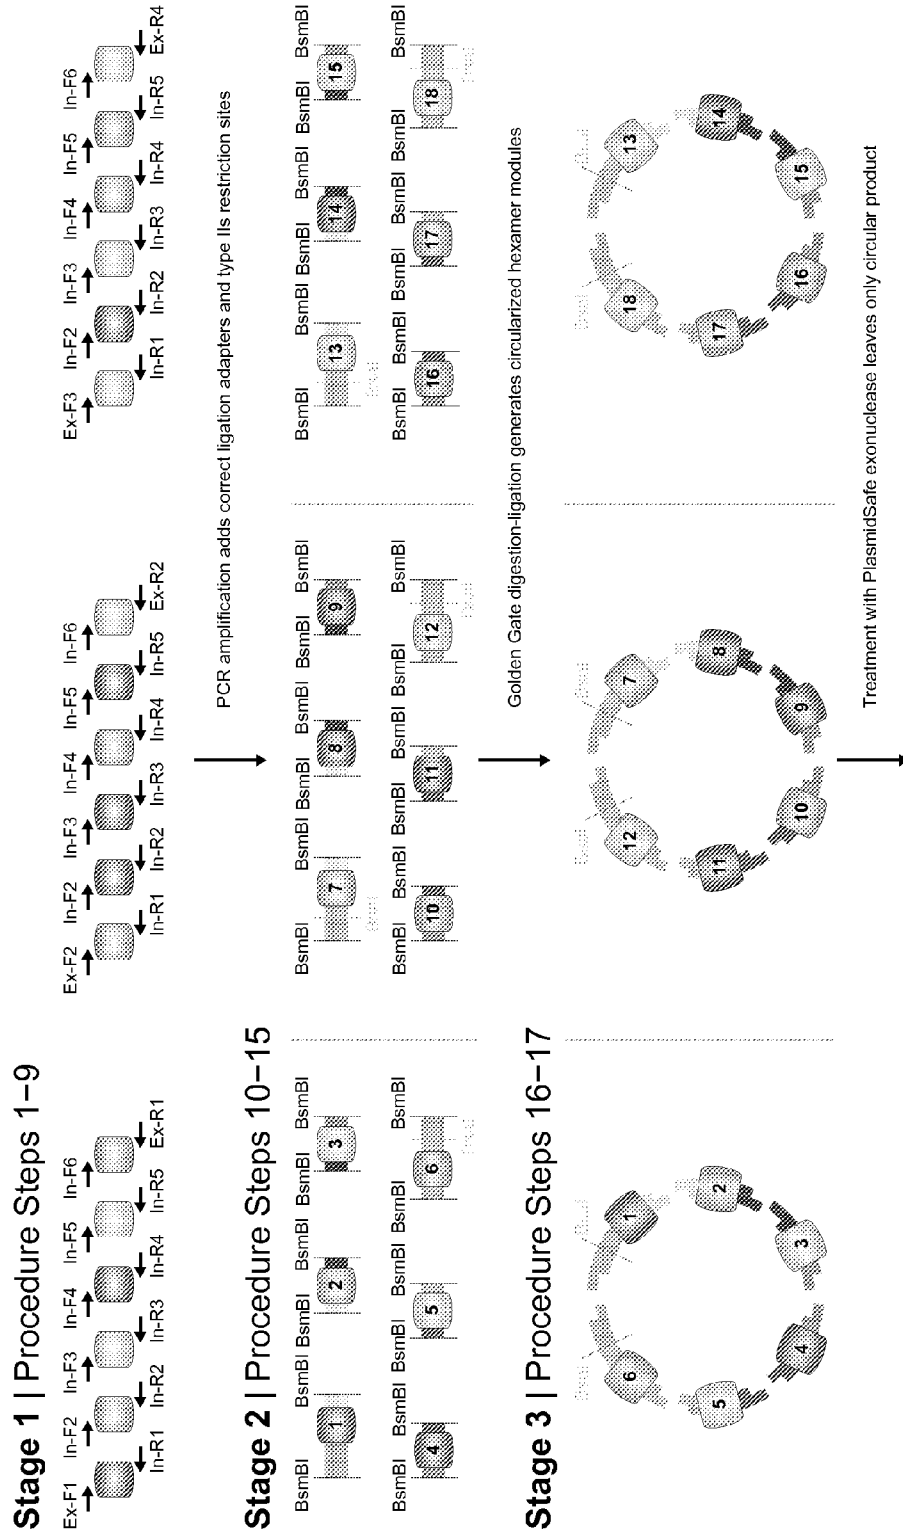 Stage 1 | Procedure Steps 1–9
Ex-F1 In-F2 In-F3 In-F4 In-F5 In-F6
In-R1 In-R2 In-R3 In-R4 In-R5 Ex-R1
Ex-F2 In-F2 In-F3 In-F4 In-F5 In-F6
In-R1 In-R2 In-R3 In-R4 In-R5 Ex-R2
Ex-F3 In-F2 In-F3 In-F4 In-F5 In-F6
In-R1 In-R2 In-R3 In-R4 In-R5 Ex-R4
PCR amplification adds correct ligation adapters and type IIs restriction sites
Stage 2 | Procedure Steps 10–15
BsmBI BsmBI BsmBI BsmBI BsmBI BsmBI
1 2 3
BsmBI BsmBI BsmBI BsmBI BsmBI BsmBI
4 5 6
BsmBI BsmBI BsmBI BsmBI BsmBI BsmBI
7 8 9
BsmBI BsmBI BsmBI BsmBI BsmBI BsmBI
10 11 12
BsmBI BsmBI BsmBI BsmBI BsmBI BsmBI
13 14 15
BsmBI BsmBI BsmBI BsmBI BsmBI BsmBI
16 17 18
Golden Gate digestion-ligation generates circularized hexamer modules
Stage 3 | Procedure Steps 16–17
6 1
5 2
4 3
12 7
11 8
10 9
18 13
17 14
16 15
Treatment with PlasmidSafe exonuclease leaves only circular product